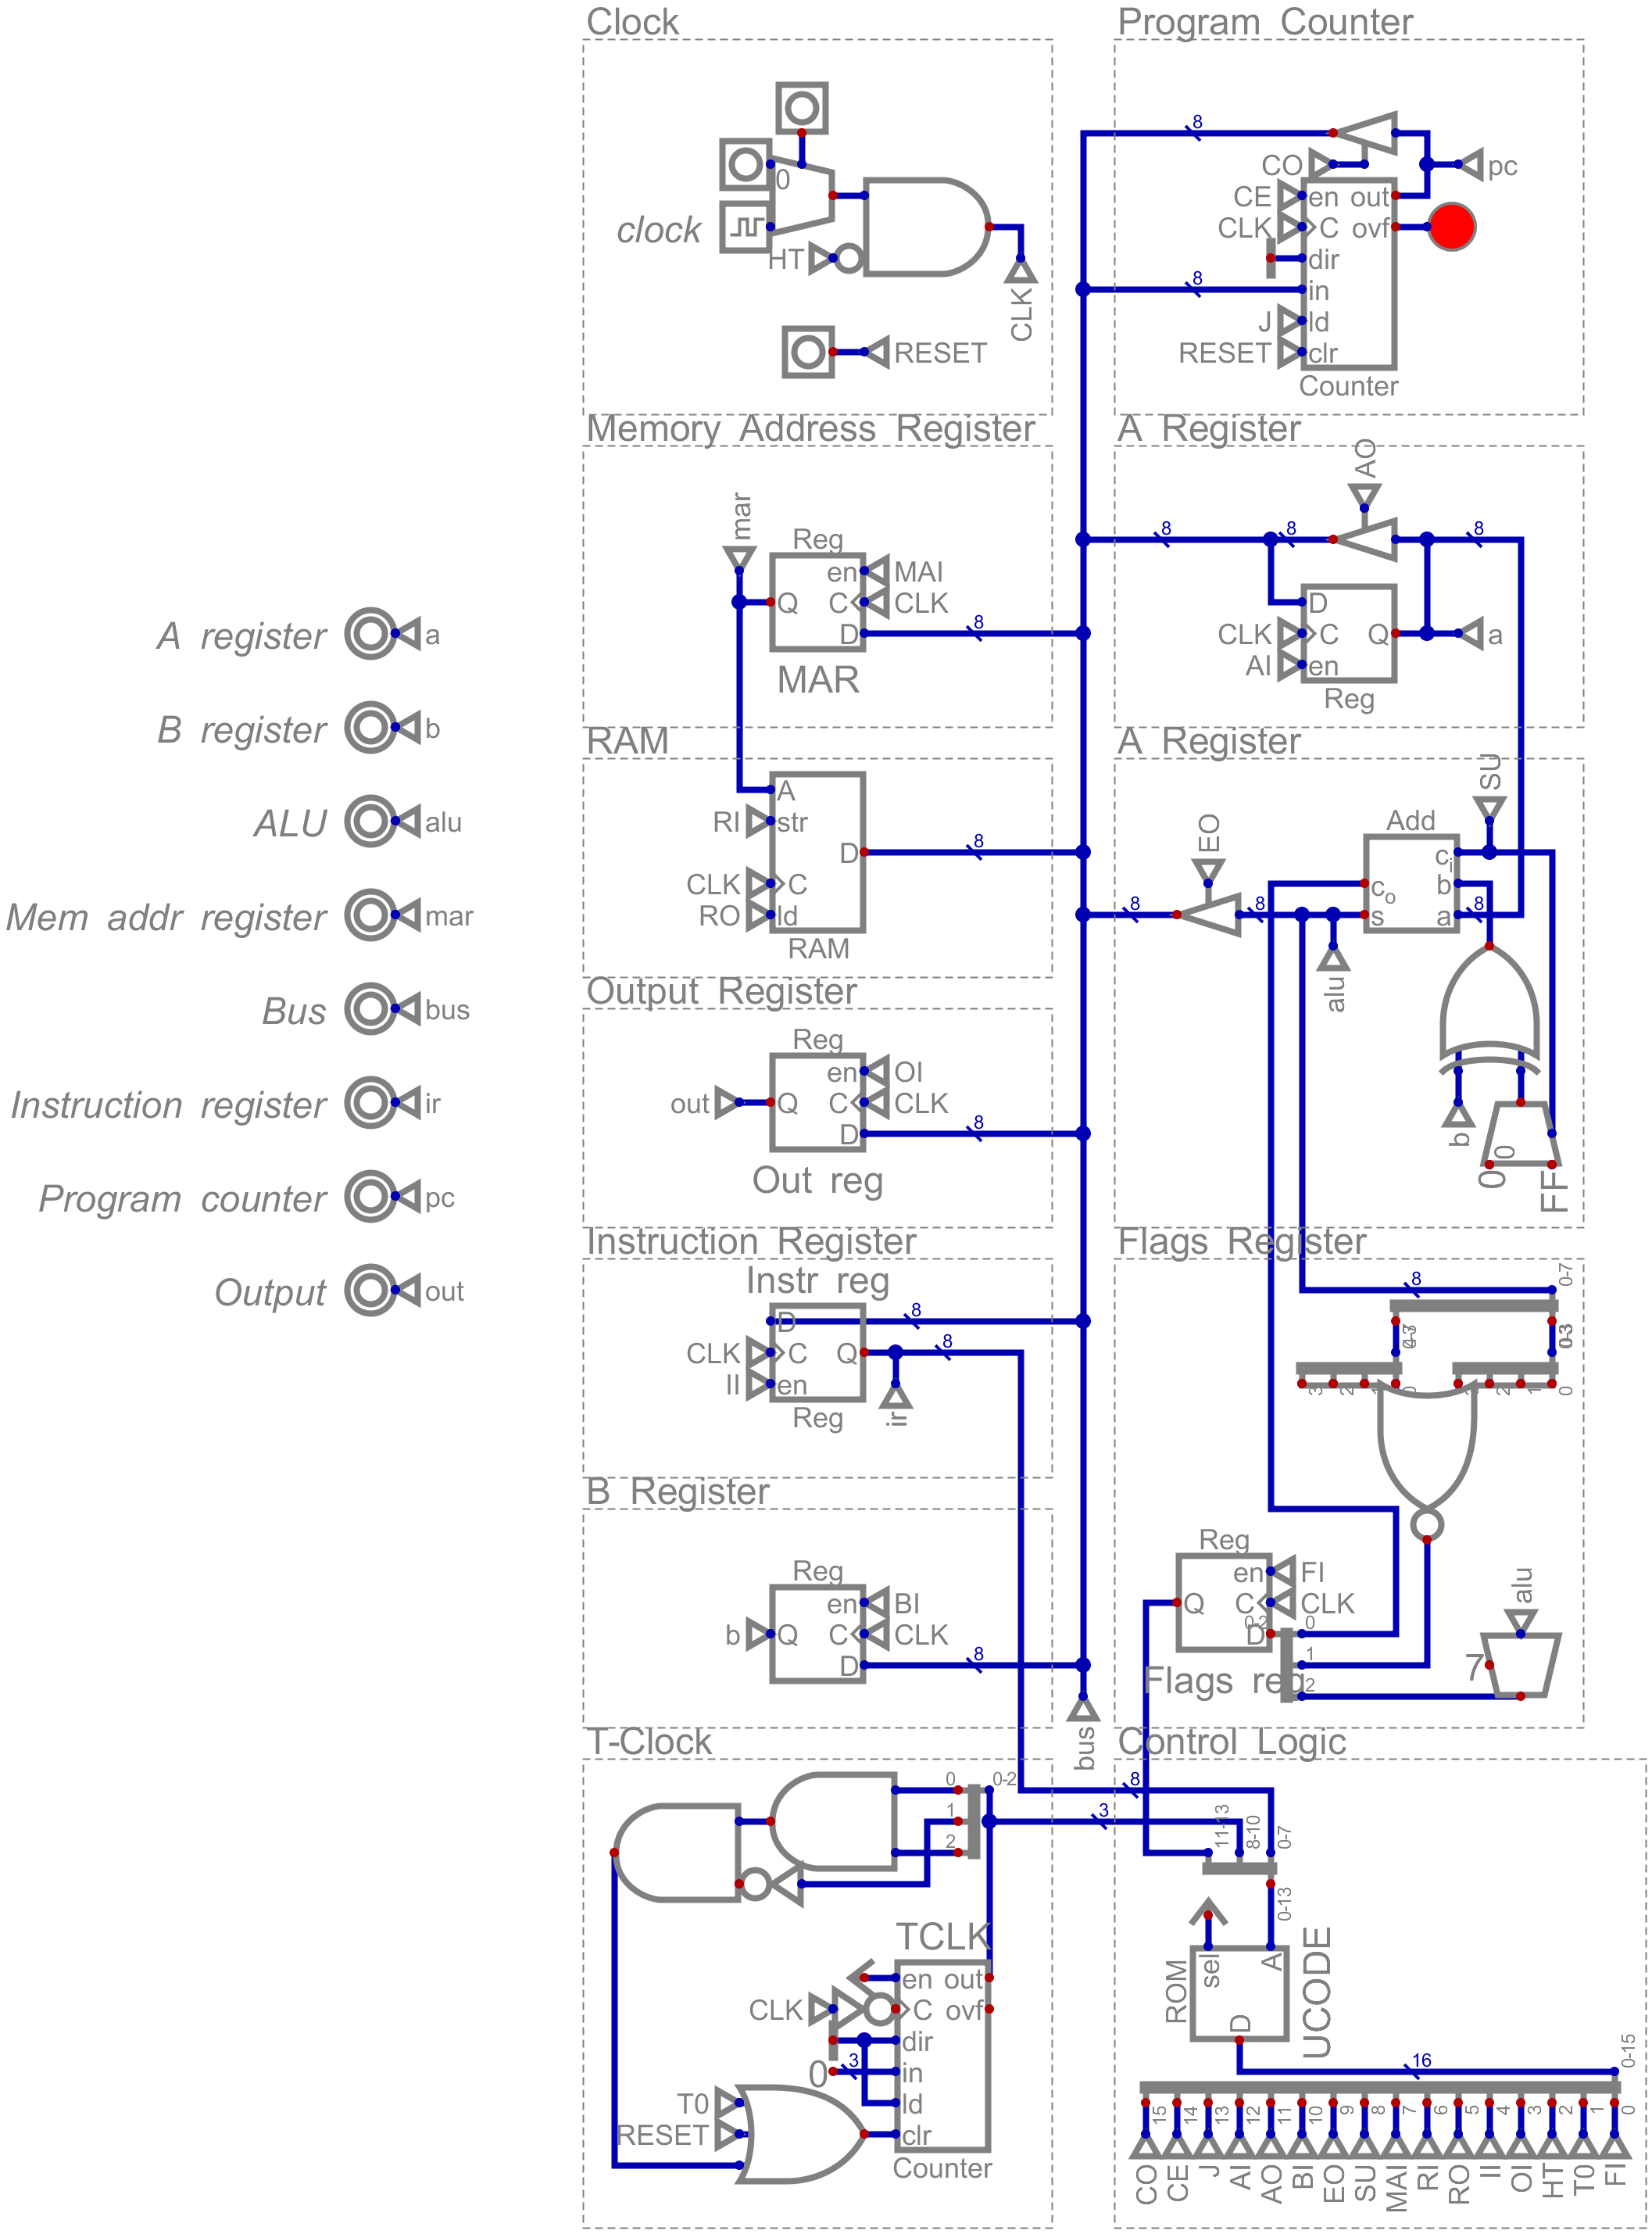 Clock
0
clock
HT
CLK
RESET
Program Counter
8
CO
pc
CE
en out
CLK
C ovf
dir
8
in
J
ld
RESET
clr
Counter
Memory Address Register
mar
Reg
en
MAI
Q
C
CLK
D
8
MAR
A Register
AO
8
8
8
D
CLK
C
Q
a
AI
en
Reg
A register
a
B register
b
ALU
alu
Mem addr register
mar
Bus
bus
Instruction register
ir
Program counter
pc
Output
out
RAM
A
RI
str
D
8
CLK
C
RO
ld
RAM
A Register
SU
Add
EO
ci
co
b
8
8
s
a
8
alu
b
0
0
FF
Output Register
Reg
en
OI
out
Q
C
CLK
D
8
Out reg
Instruction Register
Instr reg
D
8
CLK
C
Q
8
II
en
Reg
ir
Flags Register
8
0-7
4-7
0-3
3
2
1
0
3
2
1
0
Reg
en
FI
Q
C
CLK
0-2
D
0
1
2
Flags reg
alu
7
B Register
Reg
en
BI
b
Q
C
CLK
D
8
bus
T-Clock
0
0-2
1
2
3
TCLK
en out
CLK
C ovf
dir
0
3
in
T0
ld
RESET
clr
Counter
Control Logic
8
11-13
8-10
0-7
0-13
ROM
sel
A
D
UCODE
16
0-15
15
14
13
12
11
10
9
8
7
6
5
4
3
2
1
0
CO
CE
J
AI
AO
BI
EO
SU
MAI
RI
RO
II
OI
HT
T0
FI